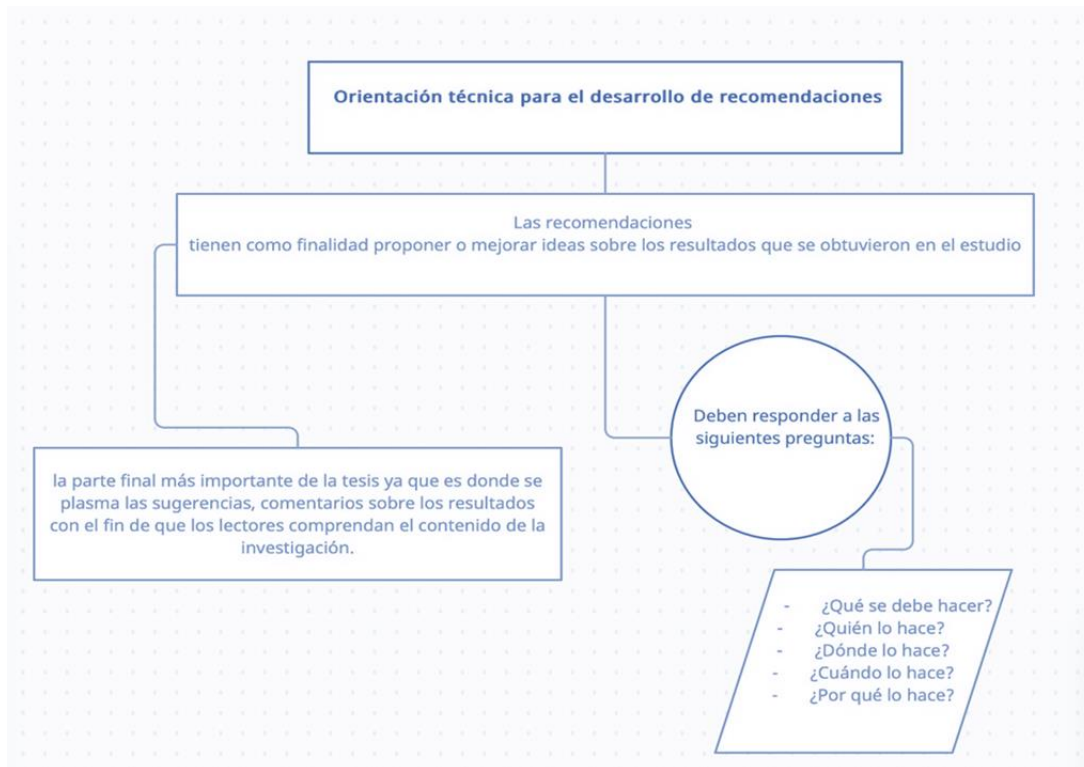 Orientación técnica para el desarrollo de recomendaciones
Las recomendaciones
tienen como finalidad proponer o mejorar ideas sobre los resultados que se obtuvieron en el estudio
la parte final más importante de la tesis ya que es donde se
plasma las sugerencias, comentarios sobre los resultados
con el fin de que los lectores comprendan el contenido de la
investigación.
Deben responder a las
siguientes preguntas:
- ¿Qué se debe hacer?
- ¿Quién lo hace?
- ¿Dónde lo hace?
- ¿Cuándo lo hace?
- ¿Por qué lo hace?